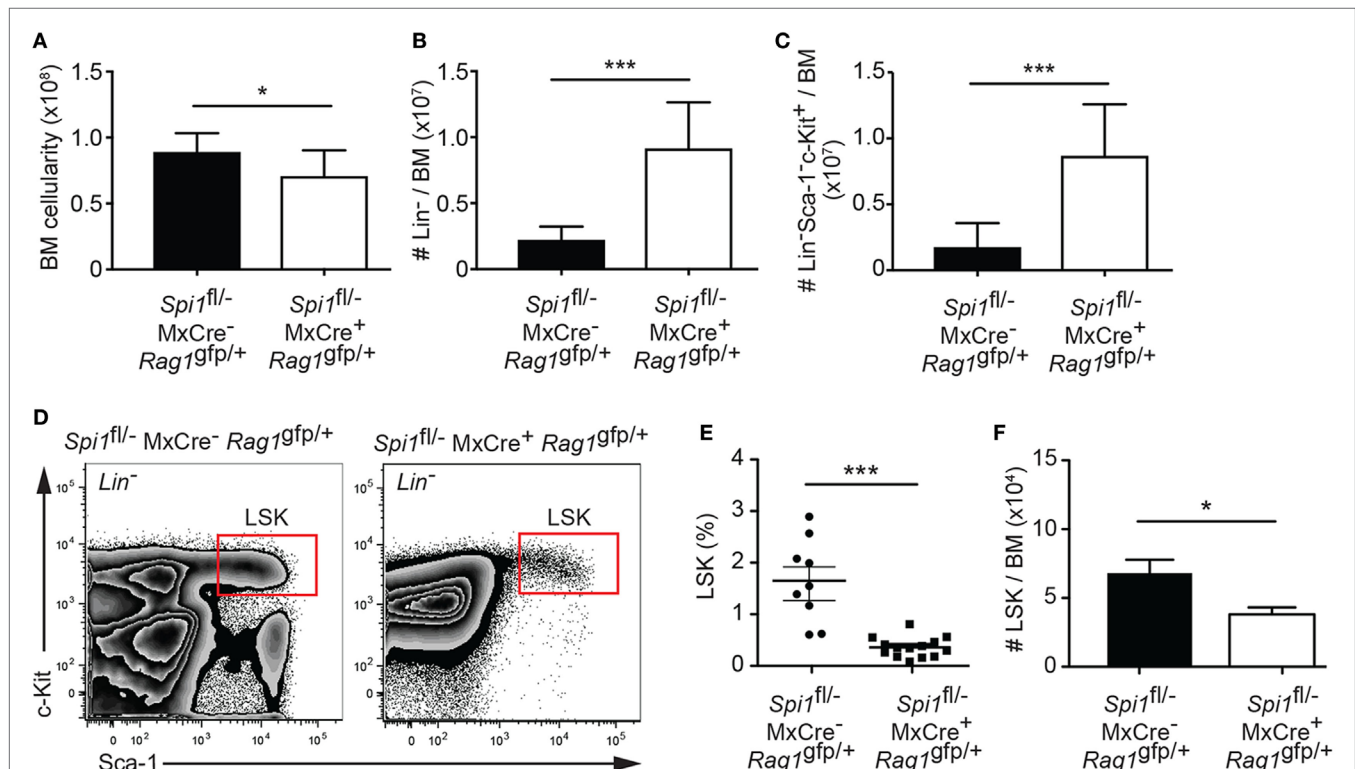 A
BM cellularity (x10⁸)
1.5
1.0
0.5
0
*
Spi1fl/-
MxCre-
Rag1gfp/+
Spi1fl/-
MxCre+
Rag1gfp/+
B
# Lin- / BM (x10⁷)
1.5
1.0
0.5
0
***
Spi1fl/-
MxCre-
Rag1gfp/+
Spi1fl/-
MxCre+
Rag1gfp/+
C
# Lin-Sca-1-c-Kit+ / BM
(x10⁷)
1.5
1.0
0.5
0
***
Spi1fl/-
MxCre-
Rag1gfp/+
Spi1fl/-
MxCre+
Rag1gfp/+
D
Spi1fl/- MxCre- Rag1gfp/+
Spi1fl/- MxCre+ Rag1gfp/+
Lin-
LSK
10⁵
10⁴
10³
10²
0
0 10² 10³ 10⁴ 10⁵
Lin-
LSK
10⁵
10⁴
10³
10²
0
0 10² 10³ 10⁴ 10⁵
c-Kit
Sca-1
E
LSK (%)
4
3
2
1
0
***
Spi1fl/-
MxCre-
Rag1gfp/+
Spi1fl/-
MxCre+
Rag1gfp/+
F
# LSK / BM (x10⁴)
15
10
5
0
*
Spi1fl/-
MxCre-
Rag1gfp/+
Spi1fl/-
MxCre+
Rag1gfp/+